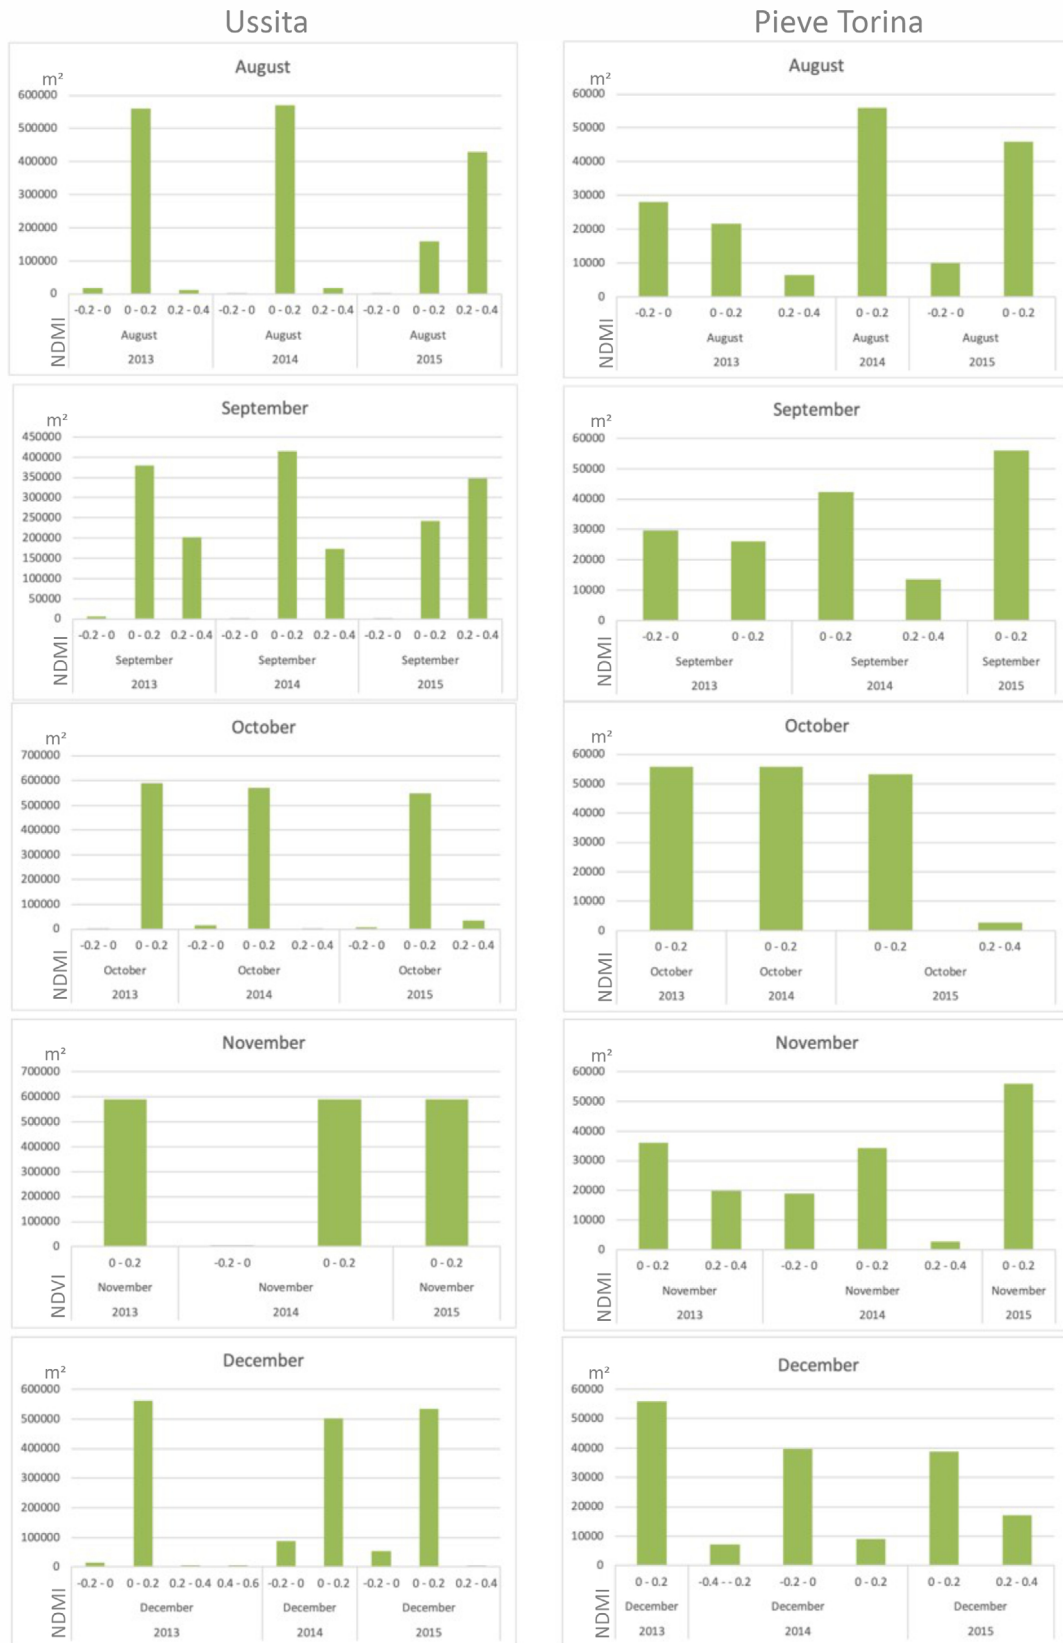 Ussita
Pieve Torina
August
m²
600000
500000
400000
300000
200000
100000
0
-0.2 - 0 0 - 0.2 0.2 - 0.4 -0.2 - 0 0 - 0.2 0.2 - 0.4 -0.2 - 0 0 - 0.2 0.2 - 0.4
August August August
2013 2014 2015
NDMI
August
m²
60000
50000
40000
30000
20000
10000
0
-0.2 - 0 0 - 0.2 0.2 - 0.4 0 - 0.2 -0.2 - 0 0 - 0.2
August August August
2013 2014 2015
NDMI
September
m²
450000
400000
350000
300000
250000
200000
150000
100000
50000
0
-0.2 - 0 0 - 0.2 0.2 - 0.4 -0.2 - 0 0 - 0.2 0.2 - 0.4 -0.2 - 0 0 - 0.2 0.2 - 0.4
September September September
2013 2014 2015
NDMI
September
m²
60000
50000
40000
30000
20000
10000
0
-0.2 - 0 0 - 0.2 0 - 0.2 0.2 - 0.4 0 - 0.2
September September September
2013 2014 2015
NDMI
October
m²
700000
600000
500000
400000
300000
200000
100000
0
-0.2 - 0 0 - 0.2 -0.2 - 0 0 - 0.2 0.2 - 0.4 -0.2 - 0 0 - 0.2 0.2 - 0.4
October October October
2013 2014 2015
NDMI
October
m²
60000
50000
40000
30000
20000
10000
0
0 - 0.2 0 - 0.2 0 - 0.2 0.2 - 0.4
October October October
2013 2014 2015
NDMI
November
m²
700000
600000
500000
400000
300000
200000
100000
0
0 - 0.2 -0.2 - 0 0 - 0.2 0 - 0.2
November November November
2013 2014 2015
NDVI
November
m²
60000
50000
40000
30000
20000
10000
0
0 - 0.2 0.2 - 0.4 -0.2 - 0 0 - 0.2 0.2 - 0.4 0 - 0.2
November November November
2013 2014 2015
NDMI
December
m²
600000
500000
400000
300000
200000
100000
0
-0.2 - 0 0 - 0.2 0.2 - 0.4 0.4 - 0.6 -0.2 - 0 0 - 0.2 -0.2 - 0 0 - 0.2 0.2 - 0.4
December December December
2013 2014 2015
NDMI
December
m²
60000
50000
40000
30000
20000
10000
0
0 - 0.2 -0.4 - -0.2 -0.2 - 0 0 - 0.2 0 - 0.2 0.2 - 0.4
December December December
2013 2014 2015
NDMI